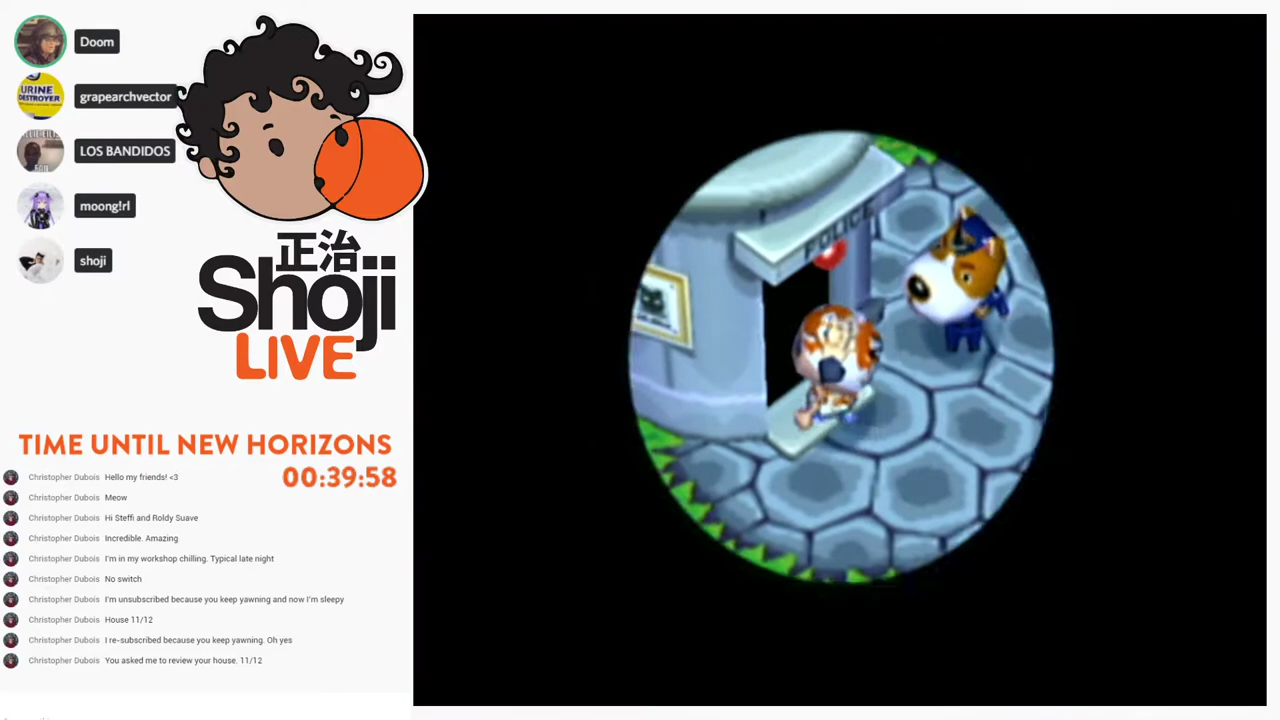 Doom
URINE
DESTROYER
grapearchvector
LOS BANDIDOS
moong!rl
shoji
正治
Shoji
LIVE
POLICE
TIME UNTIL NEW HORIZONS
00:39:58
Christopher Dubois Hello my friends! <3
Christopher Dubois Meow
Christopher Dubois Hi Steffi and Roldy Suave
Christopher Dubois Incredible. Amazing
Christopher Dubois I'm in my workshop chilling. Typical late night
Christopher Dubois No switch
Christopher Dubois I'm unsubscribed because you keep yawning and now I'm sleepy
Christopher Dubois House 11/12
Christopher Dubois I re-subscribed because you keep yawning. Oh yes
Christopher Dubois You asked me to review your house. 11/12